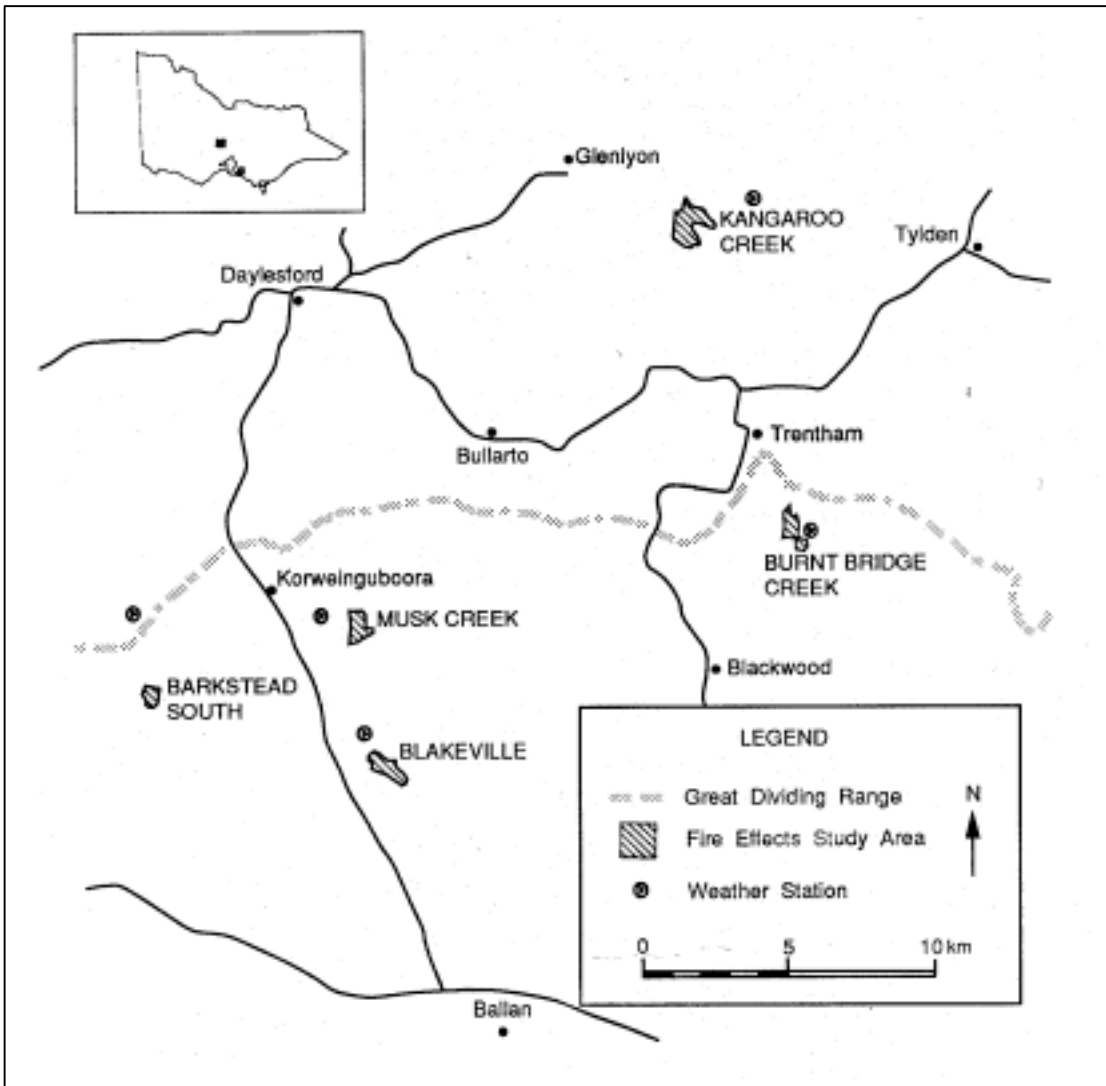 Glenlyon
KANGAROO
CREEK
Tylden
Daylesford
Trentham
Bullarto
BURNT BRIDGE
CREEK
Korweinguboora
MUSK CREEK
Blackwood
BARKSTEAD
SOUTH
BLAKEVILLE
LEGEND
Great Dividing Range
N
Fire Effects Study Area
Weather Station
0 5 10 km
Ballan